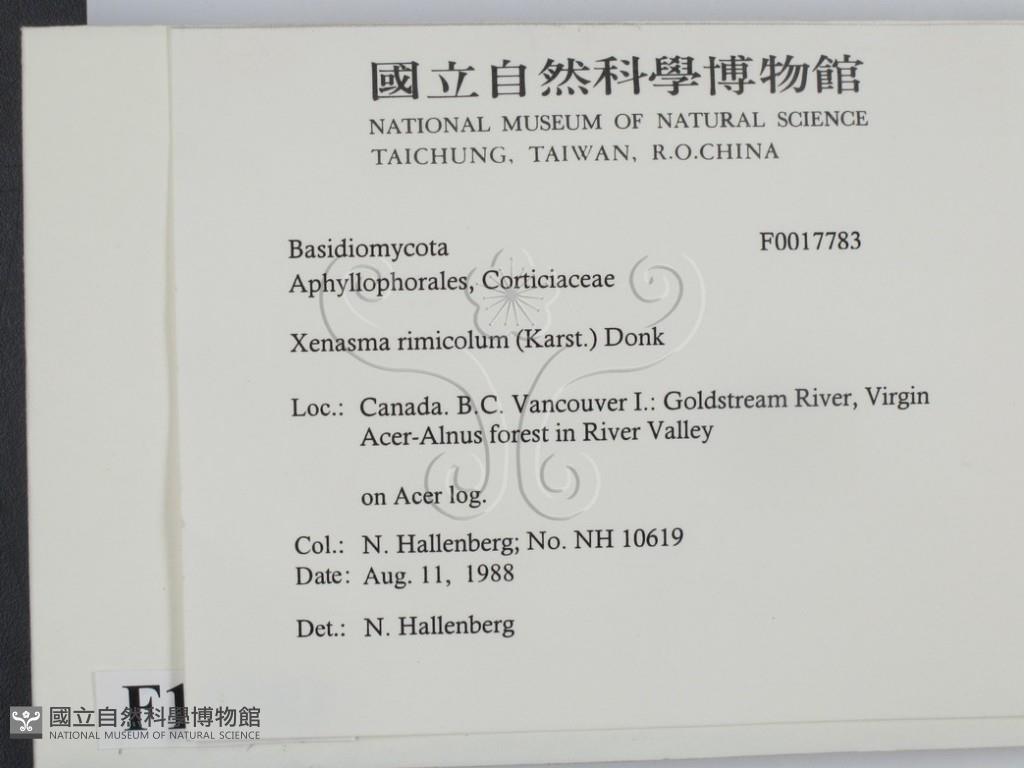 國立自然科學博物館
NATIONAL MUSEUM OF NATURAL SCIENCE
TAICHUNG, TAIWAN, R.O.CHINA
Basidiomycota F0017783
Aphyllophorales, Corticiaceae
Xenasma rimicolum (Karst.) Donk
Loc.: Canada. B.C. Vancouver I.: Goldstream River, Virgin
Acer-Alnus forest in River Valley
on Acer log.
Col.: N. Hallenberg; No. NH 10619
Date: Aug. 11, 1988
Det.: N. Hallenberg
F1
國立自然科學博物館
NATIONAL MUSEUM OF NATURAL SCIENCE